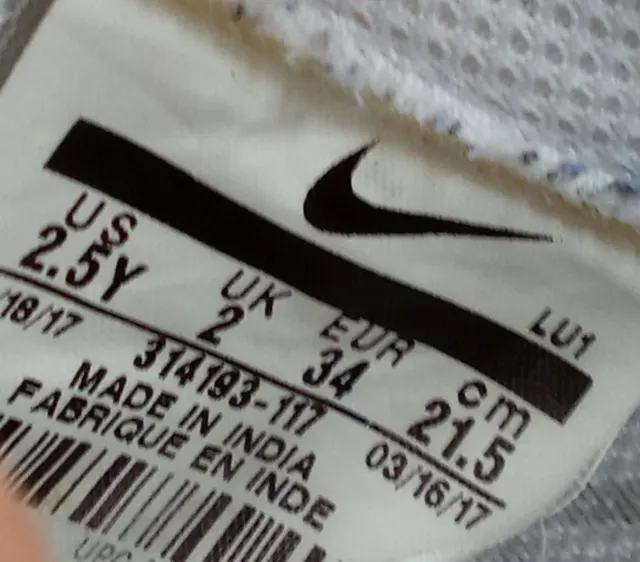 LU1
US UK EUR cm
2.5Y 2 34 21.5
/18/17 314193-117 03/16/17
MADE IN INDIA
FABRIQUE EN INDE
UPC